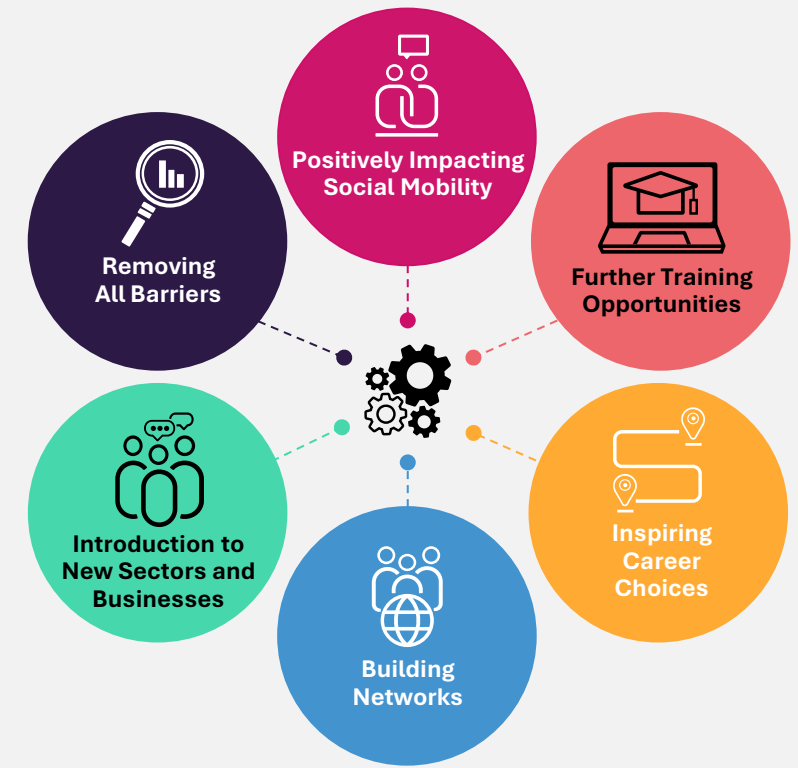 Positively Impacting
Social Mobility
Removing
All Barriers
Further Training
Opportunities
Introduction to
New Sectors and
Businesses
Inspiring
Career
Choices
Building
Networks